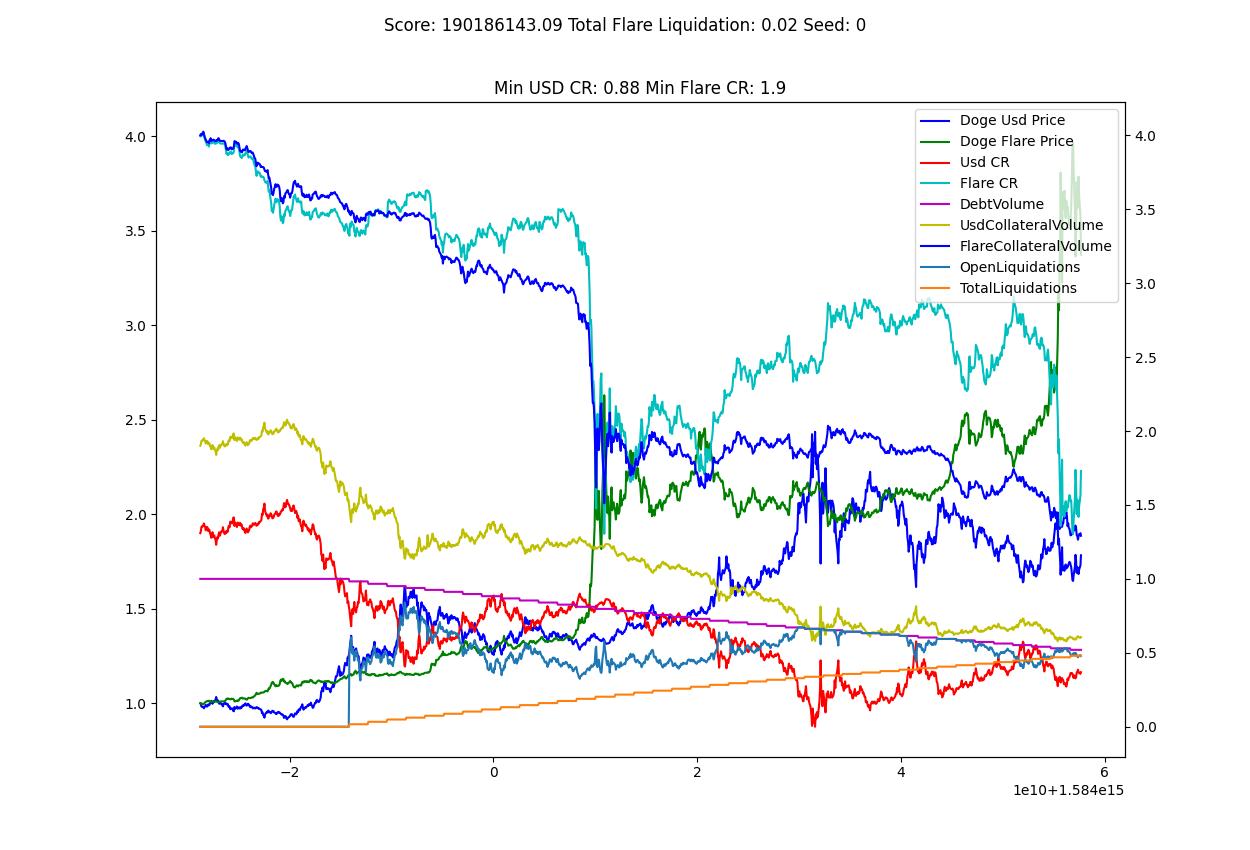 Score: 190186143.09 Total Flare Liquidation: 0.02 Seed: 0
Min USD CR: 0.88 Min Flare CR: 1.9
4.0
3.5
3.0
2.5
2.0
1.5
1.0
Doge Usd Price
Doge Flare Price
Usd CR
Flare CR
DebtVolume
UsdCollateralVolume
FlareCollateralVolume
OpenLiquidations
TotalLiquidations
4.0
3.5
3.0
2.5
2.0
1.5
1.0
0.5
0.0
−2 0 2 4 6
1e10+1.584e15